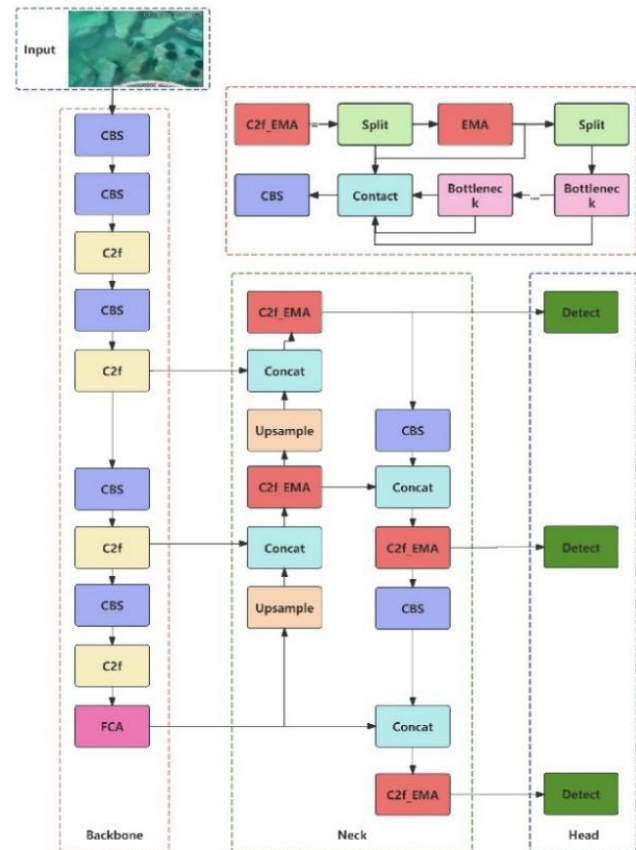 Input
CBS
CBS
C2f
CBS
C2f
CBS
C2f
CBS
C2f
FCA
Backbone
C2f_EMA
=
Split
EMA
Split
CBS
Contact
Bottlenec
k
...
Bottlenec
k
C2f_EMA
Concat
Upsample
C2f_EMA
Concat
Upsample
CBS
Concat
C2f_EMA
CBS
Concat
C2f_EMA
Neck
Detect
Detect
Detect
Head